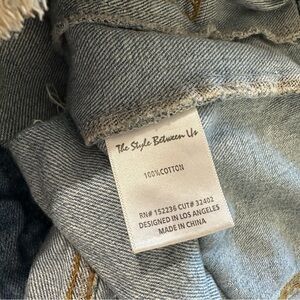 The Style Between Us
100%COTTON
RN# 152236 CUT# 32402
DESIGNED IN LOS ANGELES
MADE IN CHINA